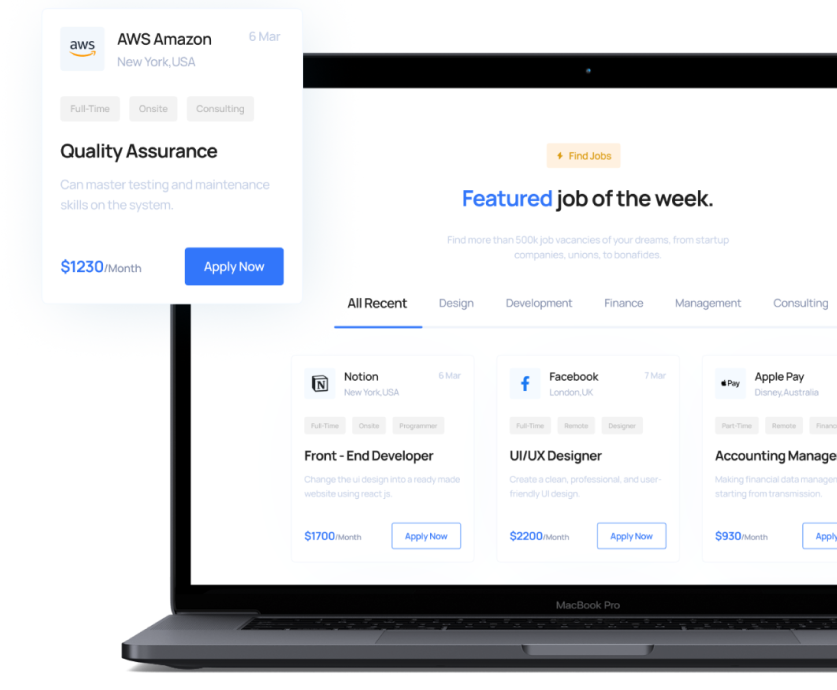 aws
AWS Amazon
6 Mar
New York,USA
Full-Time
Onsite
Consulting
Quality Assurance
Can master testing and maintenance
skills on the system.
$1230/Month
Apply Now
Find Jobs
Featured job of the week.
Find more than 500k job vacancies of your dreams, from startup
companies, unions, to bonafides.
All Recent
Design
Development
Finance
Management
Consulting
N
Notion
6 Mar
New York,USA
Full-Time
Onsite
Programmer
Front - End Developer
Change the ui design into a ready made
website using react js.
$1700/Month
Apply Now
f
Facebook
7 Mar
London,UK
Full-Time
Remote
Designer
UI/UX Designer
Create a clean, professional, and user-
friendly UI design.
$2200/Month
Apply Now
Pay
Apple Pay
Disney,Australia
Part-Time
Remote
Financ
Accounting Manage
Making financial data managem
starting from transmission.
$930/Month
Apply
MacBook Pro